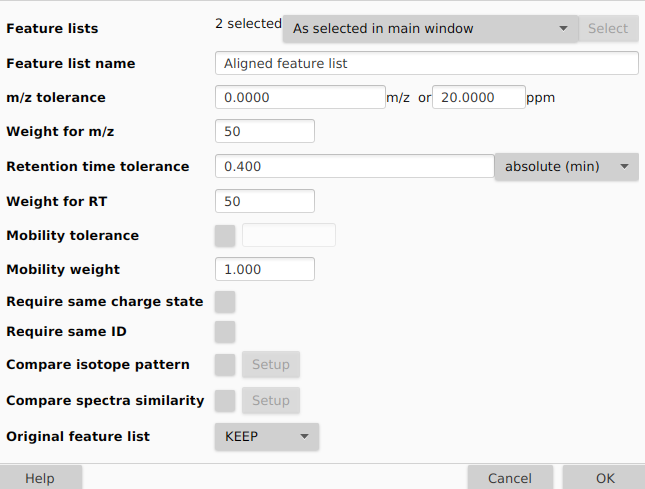 Feature lists 2 selected As selected in main window Select
Feature list name Aligned feature list
m/z tolerance 0.0000 m/z or 20.0000 ppm
Weight for m/z 50
Retention time tolerance 0.400 absolute (min)
Weight for RT 50
Mobility tolerance
Mobility weight 1.000
Require same charge state
Require same ID
Compare isotope pattern Setup
Compare spectra similarity Setup
Original feature list KEEP
Help Cancel OK